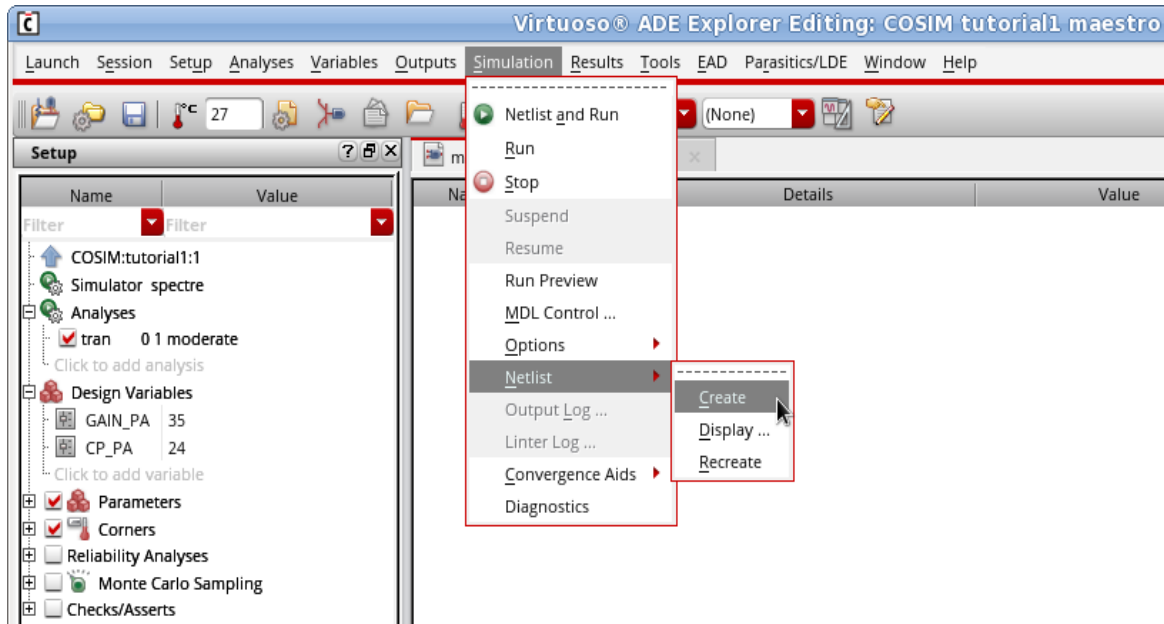 Virtuoso® ADE Explorer Editing: COSIM tutorial1 maestro
Launch Session Setup Analyses Variables Outputs Simulation Results Tools EAD Parasitics/LDE Window Help
°C 27 (None)
Setup
Name Value
Filter Filter
COSIM:tutorial1:1
Simulator spectre
Analyses
tran 0 1 moderate
Click to add analysis
Design Variables
GAIN_PA 35
CP_PA 24
Click to add variable
Parameters
Corners
Reliability Analyses
Monte Carlo Sampling
Checks/Asserts
m
Na Details Value
Netlist and Run
Run
Stop
Suspend
Resume
Run Preview
MDL Control ...
Options
Netlist
Output Log ...
Linter Log ...
Convergence Aids
Diagnostics
Create
Display ...
Recreate